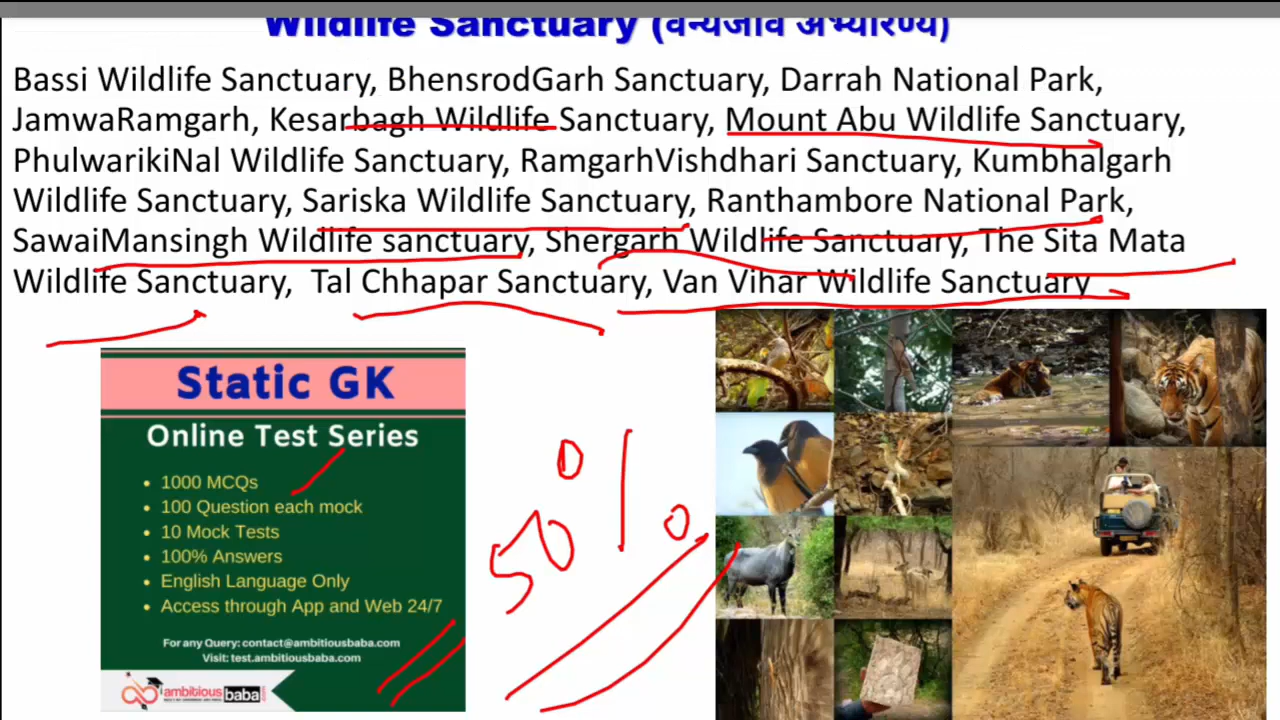 Wildlife Sanctuary (वन्यजीव अभ्यारण्य)
Bassi Wildlife Sanctuary, BhensrodGarh Sanctuary, Darrah National Park,
JamwaRamgarh, Kesarbagh Wildlife Sanctuary, Mount Abu Wildlife Sanctuary,
PhulwarikiNal Wildlife Sanctuary, RamgarhVishdhari Sanctuary, Kumbhalgarh
Wildlife Sanctuary, Sariska Wildlife Sanctuary, Ranthambore National Park,
SawaiMansingh Wildlife sanctuary, Shergarh Wildlife Sanctuary, The Sita Mata
Wildlife Sanctuary, Tal Chhapar Sanctuary, Van Vihar Wildlife Sanctuary
Static GK
Online Test Series
• 1000 MCQs
• 100 Question each mock
• 10 Mock Tests
• 100% Answers
• English Language Only
• Access through App and Web 24/7
For any Query: contact@ambitiousbaba.com
Visit: test.ambitiousbaba.com
ambitiousbaba
50%